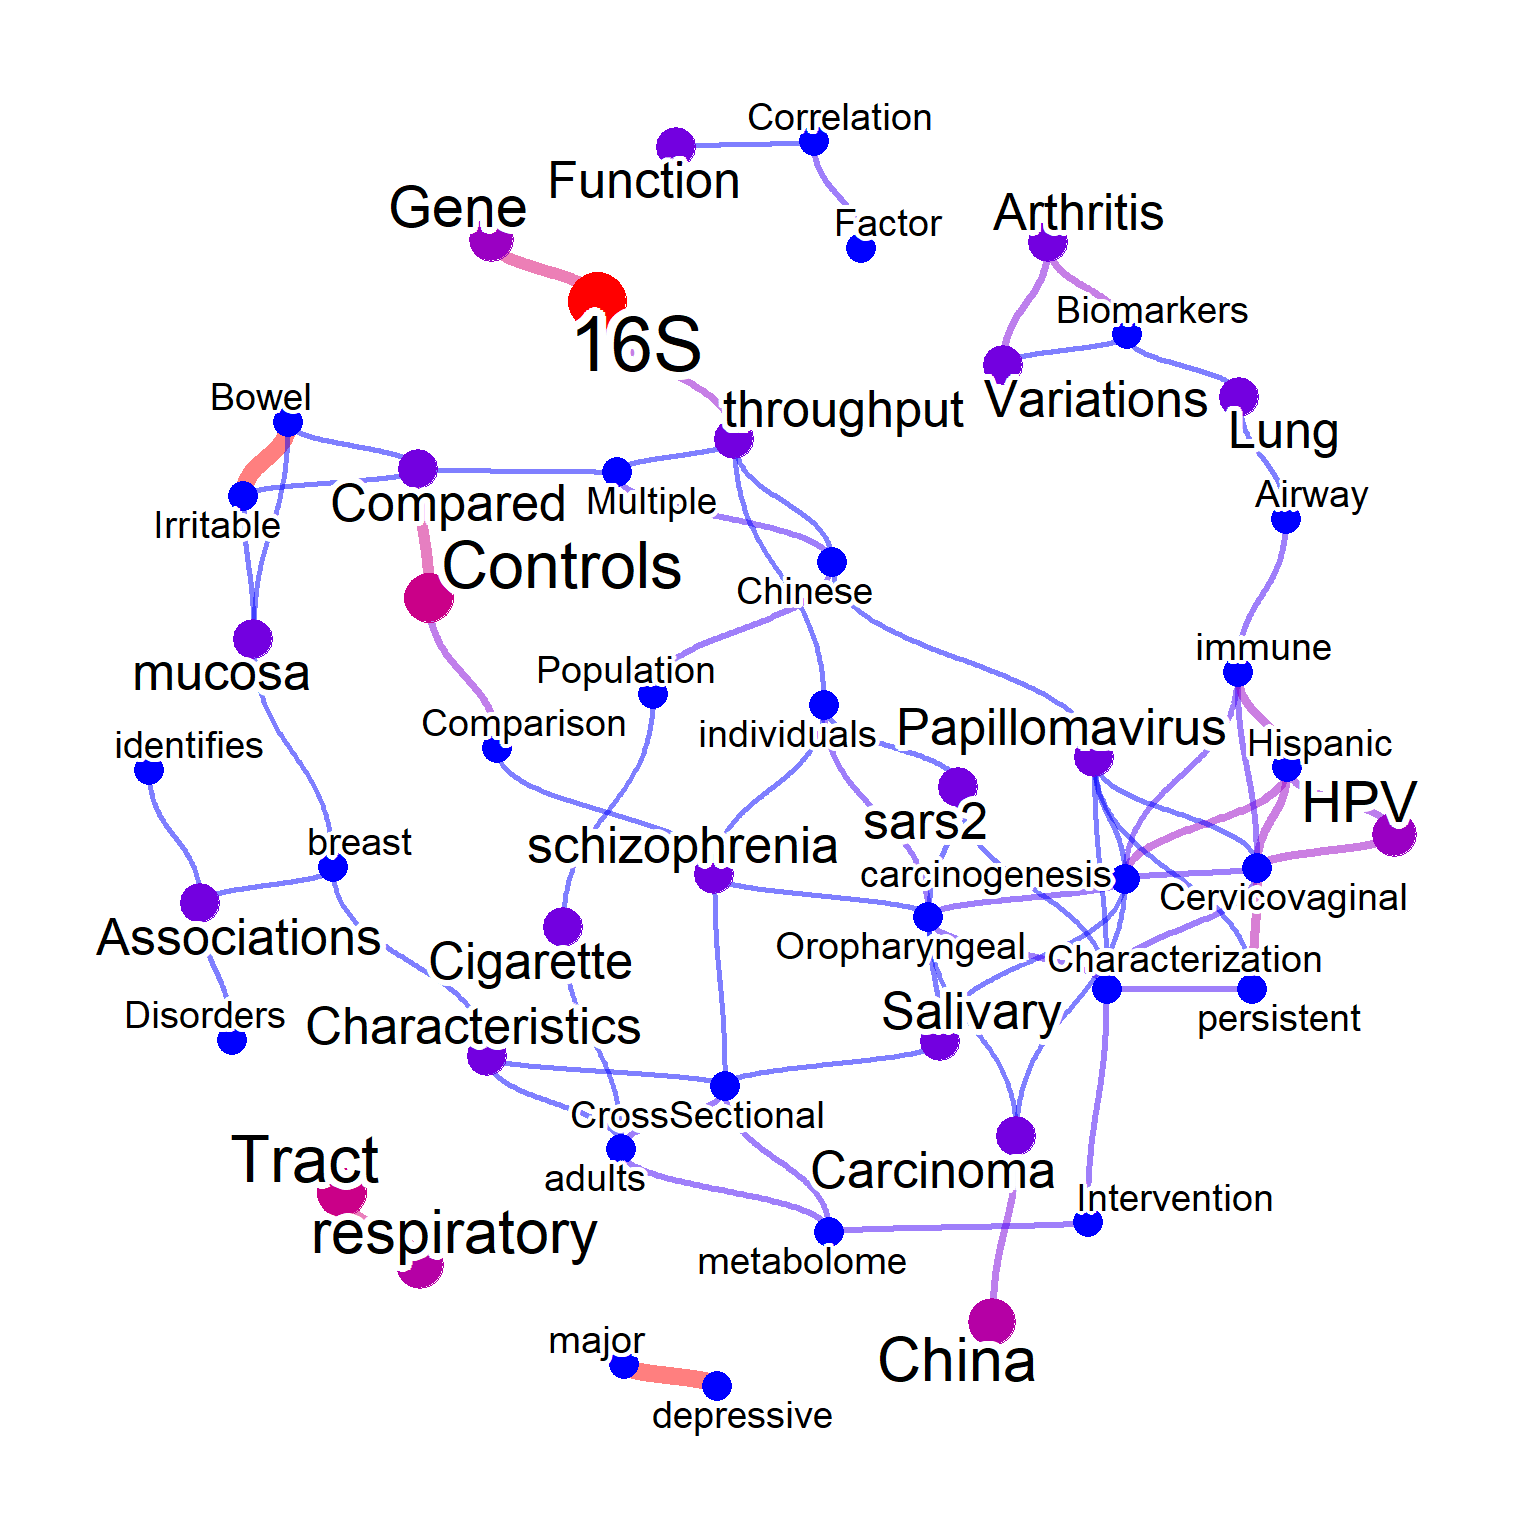 Correlation
Function
Gene
Factor
Arthritis
Biomarkers
16S
Bowel
throughput
Variations
Lung
Compared
Multiple
Airway
Irritable
Controls
Chinese
immune
mucosa
Population
Comparison
individuals
Papillomavirus
Hispanic
identifies
HPV
breast
schizophrenia
sars2
carcinogenesis
Cervicovaginal
Associations
Cigarette
Oropharyngeal
Characterization
Disorders
Characteristics
Salivary
persistent
CrossSectional
Tract
adults
Carcinoma
Intervention
respiratory
metabolome
major
China
depressive